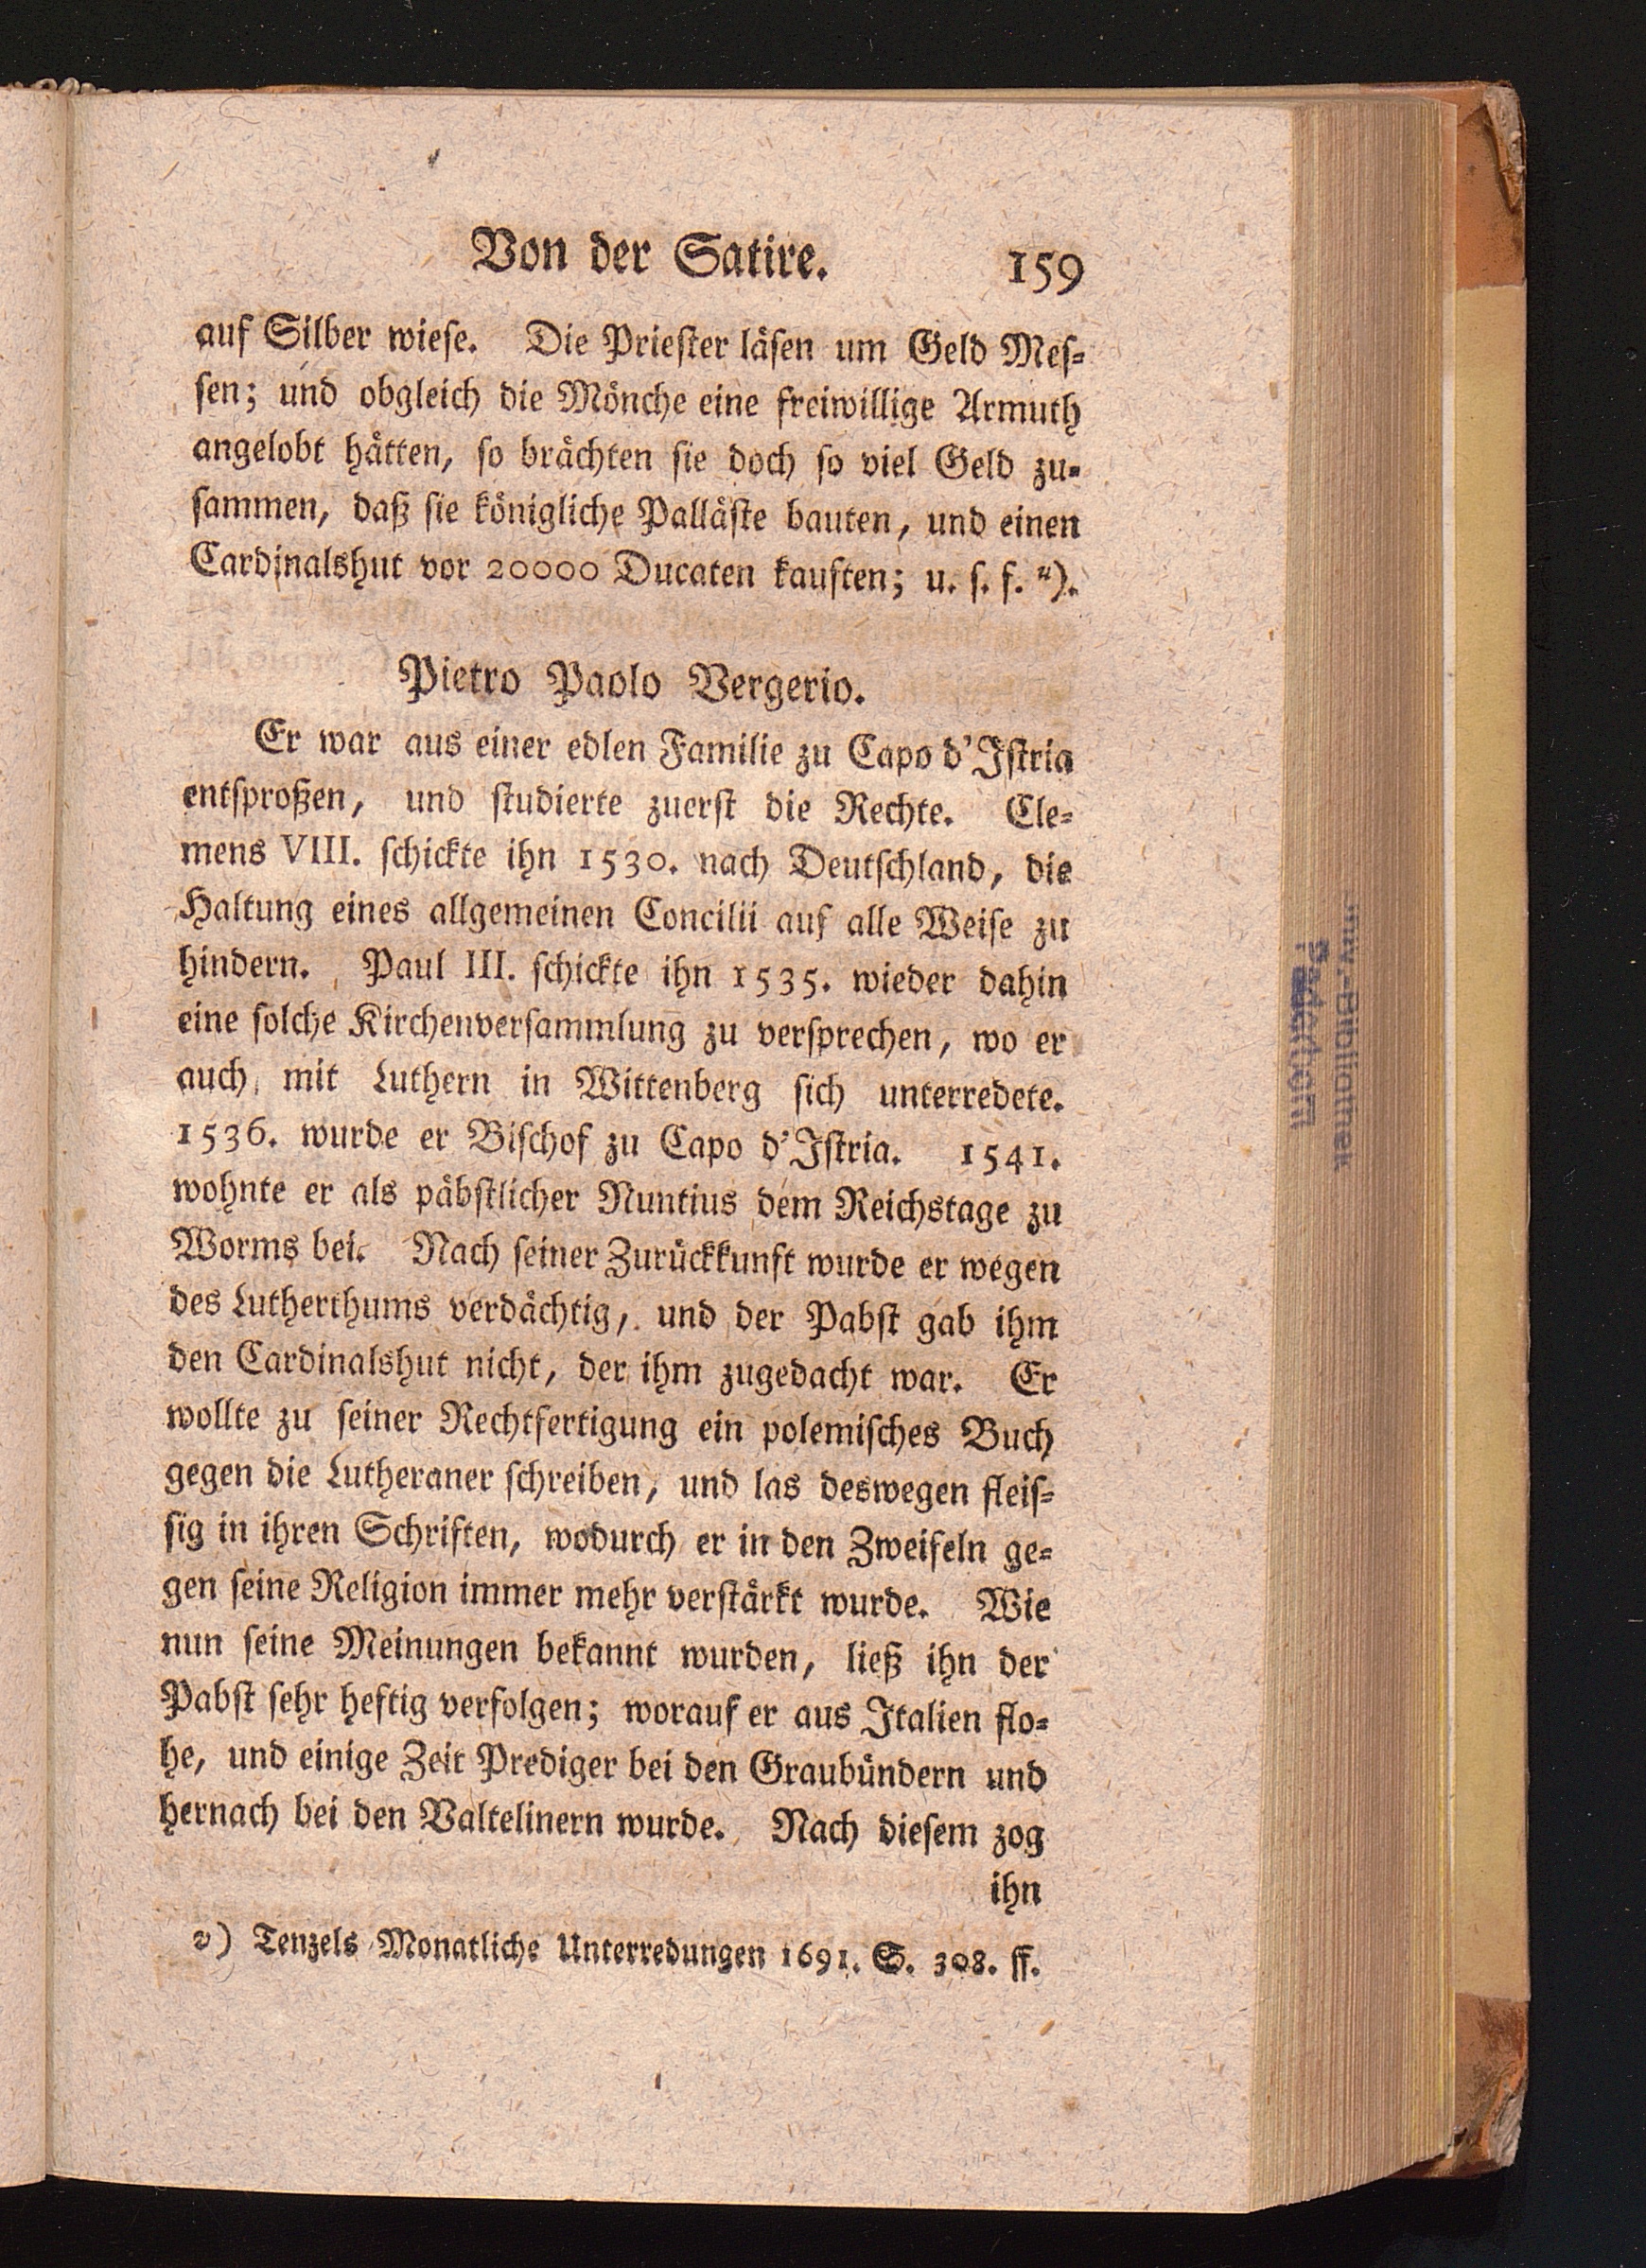 Von der Satire. 159
auf Silber wiese. Die Priester läsen um Geld Mes-
sen; und obgleich die Mönche eine freiwillige Armuth
angelobt hätten, so brächten sie doch so viel Geld zu-
sammen, daß sie königliche Palläste bauten, und einen
Cardinalshut vor 20000 Ducaten kauften; u. s. f. v).
Pietro Paolo Vergerio.
Er war aus einer edlen Familie zu Capo d'Istria
entsproßen, und studierte zuerst die Rechte. Cle-
mens VIII. schickte ihn 1530. nach Deutschland, die
Haltung eines allgemeinen Concilii auf alle Weise zu
hindern. Paul III. schickte ihn 1535. wieder dahin
eine solche Kirchenversammlung zu versprechen, wo er
auch mit Luthern in Wittenberg sich unterredete.
1536. wurde er Bischof zu Capo d'Istria. 1541.
wohnte er als päbstlicher Nuntius dem Reichstage zu
Worms bei. Nach seiner Zurückkunft wurde er wegen
des Lutherthums verdächtig, und der Pabst gab ihm
den Cardinalshut nicht, der ihm zugedacht war. Er
wollte zu seiner Rechtfertigung ein polemisches Buch
gegen die Lutheraner schreiben, und las deswegen fleis-
sig in ihren Schriften, wodurch er in den Zweifeln ge-
gen seine Religion immer mehr verstärkt wurde. Wie
nun seine Meinungen bekannt wurden, ließ ihn der
Pabst sehr heftig verfolgen; worauf er aus Italien flo-
he, und einige Zeit Prediger bei den Graubündern und
hernach bei den Valtelinern wurde. Nach diesem zog
ihn
v) Tenzels Monatliche Unterredungen 1691. S. 308. ff.
Univ.-Bibliothek
Paderborn